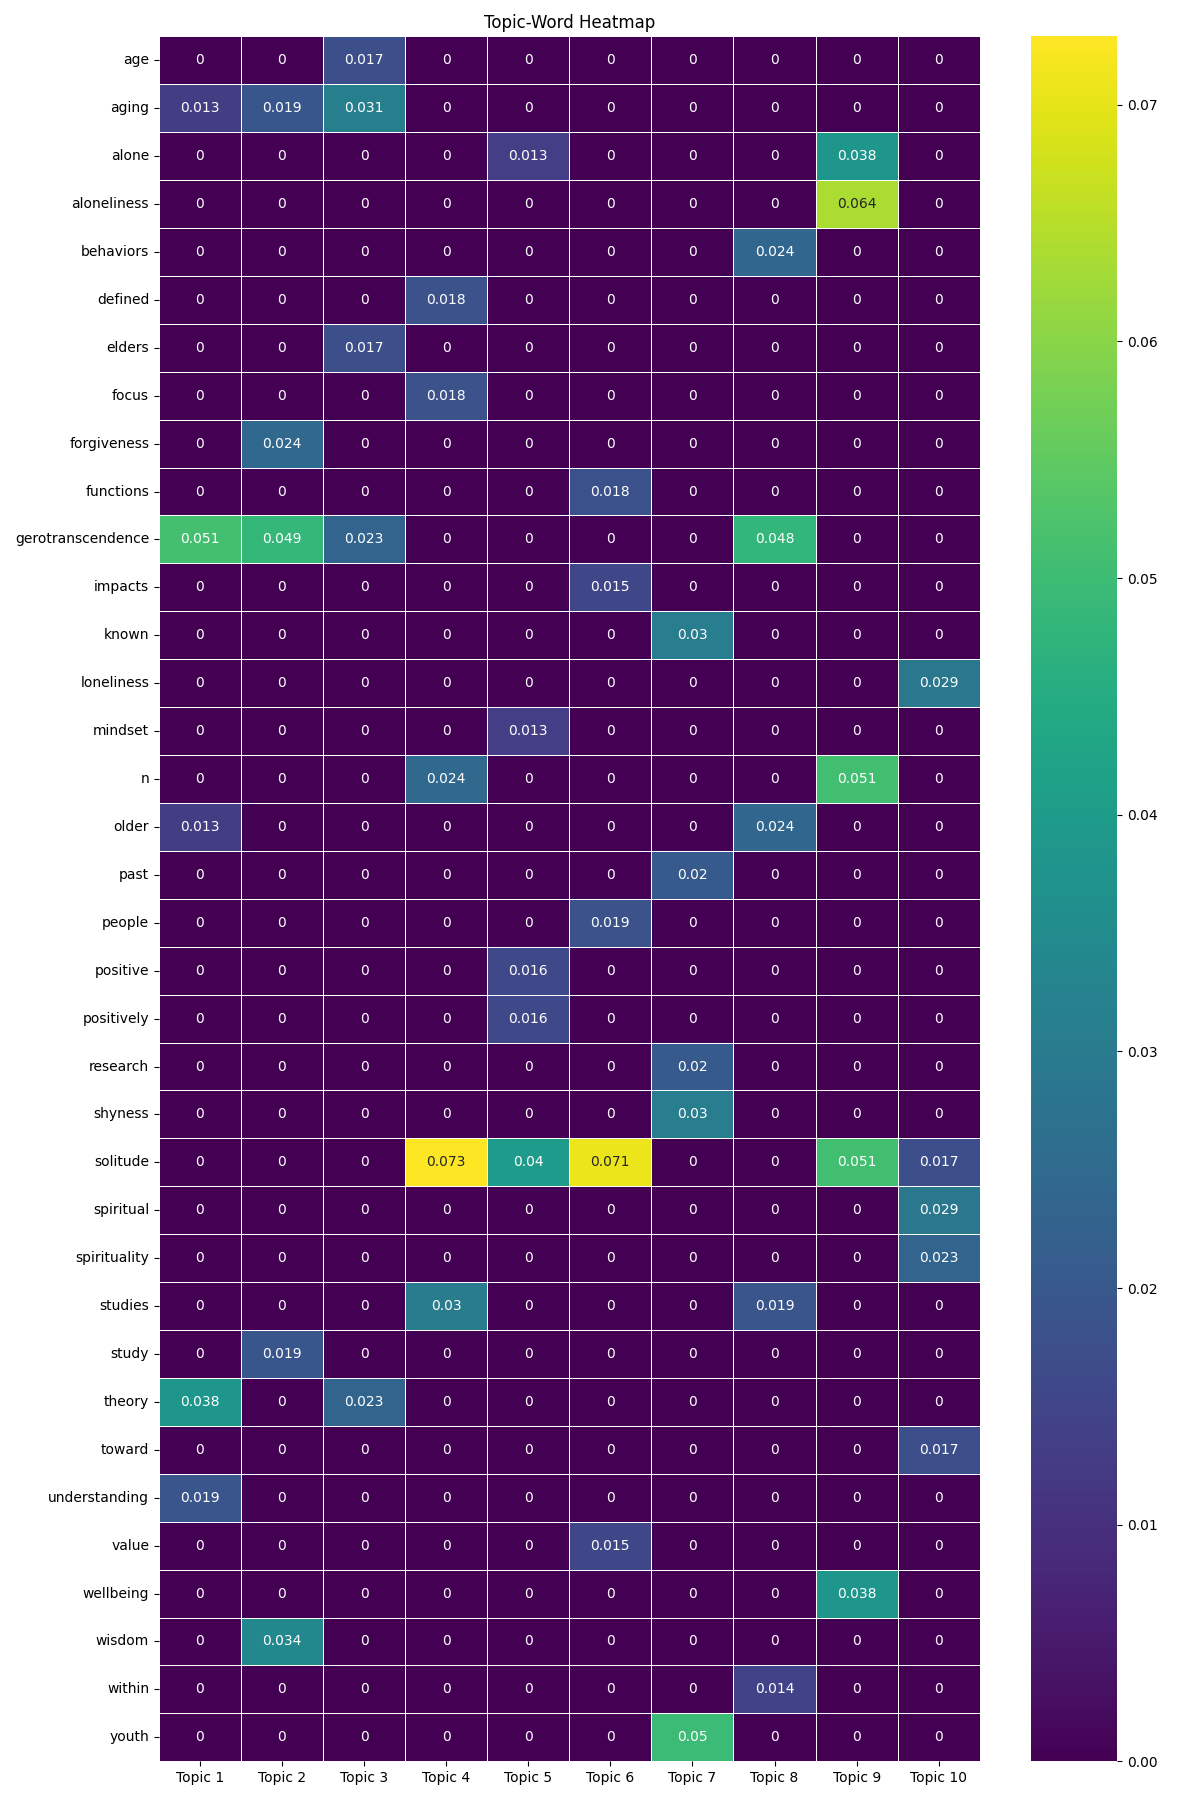 Topic-Word Heatmap
age 0 0 0.017 0 0 0 0 0 0 0
aging 0.013 0.019 0.031 0 0 0 0 0 0 0
alone 0 0 0 0 0.013 0 0 0 0.038 0
aloneliness 0 0 0 0 0 0 0 0 0.064 0
behaviors 0 0 0 0 0 0 0 0.024 0 0
defined 0 0 0 0.018 0 0 0 0 0 0
elders 0 0 0.017 0 0 0 0 0 0 0
focus 0 0 0 0.018 0 0 0 0 0 0
forgiveness 0 0.024 0 0 0 0 0 0 0 0
functions 0 0 0 0 0 0.018 0 0 0 0
gerotranscendence 0.051 0.049 0.023 0 0 0 0 0.048 0 0
impacts 0 0 0 0 0 0.015 0 0 0 0
known 0 0 0 0 0 0 0.03 0 0 0
loneliness 0 0 0 0 0 0 0 0 0 0.029
mindset 0 0 0 0 0.013 0 0 0 0 0
n 0 0 0 0.024 0 0 0 0 0.051 0
older 0.013 0 0 0 0 0 0 0.024 0 0
past 0 0 0 0 0 0 0.02 0 0 0
people 0 0 0 0 0 0.019 0 0 0 0
positive 0 0 0 0 0.016 0 0 0 0 0
positively 0 0 0 0 0.016 0 0 0 0 0
research 0 0 0 0 0 0 0.02 0 0 0
shyness 0 0 0 0 0 0 0.03 0 0 0
solitude 0 0 0 0.073 0.04 0.071 0 0 0.051 0.017
spiritual 0 0 0 0 0 0 0 0 0 0.029
spirituality 0 0 0 0 0 0 0 0 0 0.023
studies 0 0 0 0.03 0 0 0 0.019 0 0
study 0 0.019 0 0 0 0 0 0 0 0
theory 0.038 0 0.023 0 0 0 0 0 0 0
toward 0 0 0 0 0 0 0 0 0 0.017
understanding 0.019 0 0 0 0 0 0 0 0 0
value 0 0 0 0 0 0.015 0 0 0 0
wellbeing 0 0 0 0 0 0 0 0 0.038 0
wisdom 0 0.034 0 0 0 0 0 0 0 0
within 0 0 0 0 0 0 0 0.014 0 0
youth 0 0 0 0 0 0 0.05 0 0 0
Topic 1 Topic 2 Topic 3 Topic 4 Topic 5 Topic 6 Topic 7 Topic 8 Topic 9 Topic 10
0.07
0.06
0.05
0.04
0.03
0.02
0.01
0.00